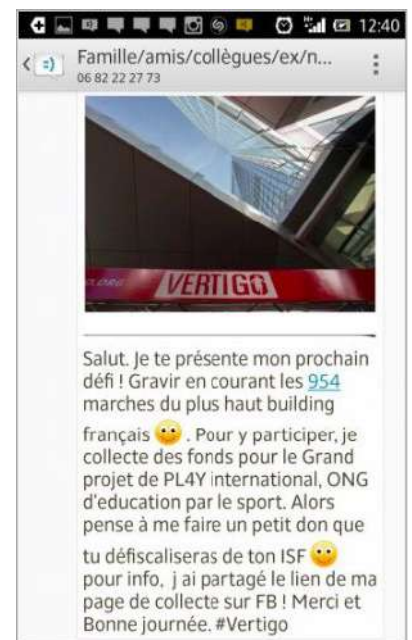 12:40
Famille/amis/collègues/ex/n...
06 82 22 27 73
VERTIGO
Salut. Je te présente mon prochain
défi ! Gravir en courant les 954
marches du plus haut building
français 🙂 . Pour y participer, je
collecte des fonds pour le Grand
projet de PL4Y international, ONG
d'education par le sport. Alors
pense à me faire un petit don que
tu défiscaliseras de ton ISF 🙂
pour info, j ai partagé le lien de ma
page de collecte sur FB ! Merci et
Bonne journée. #Vertigo